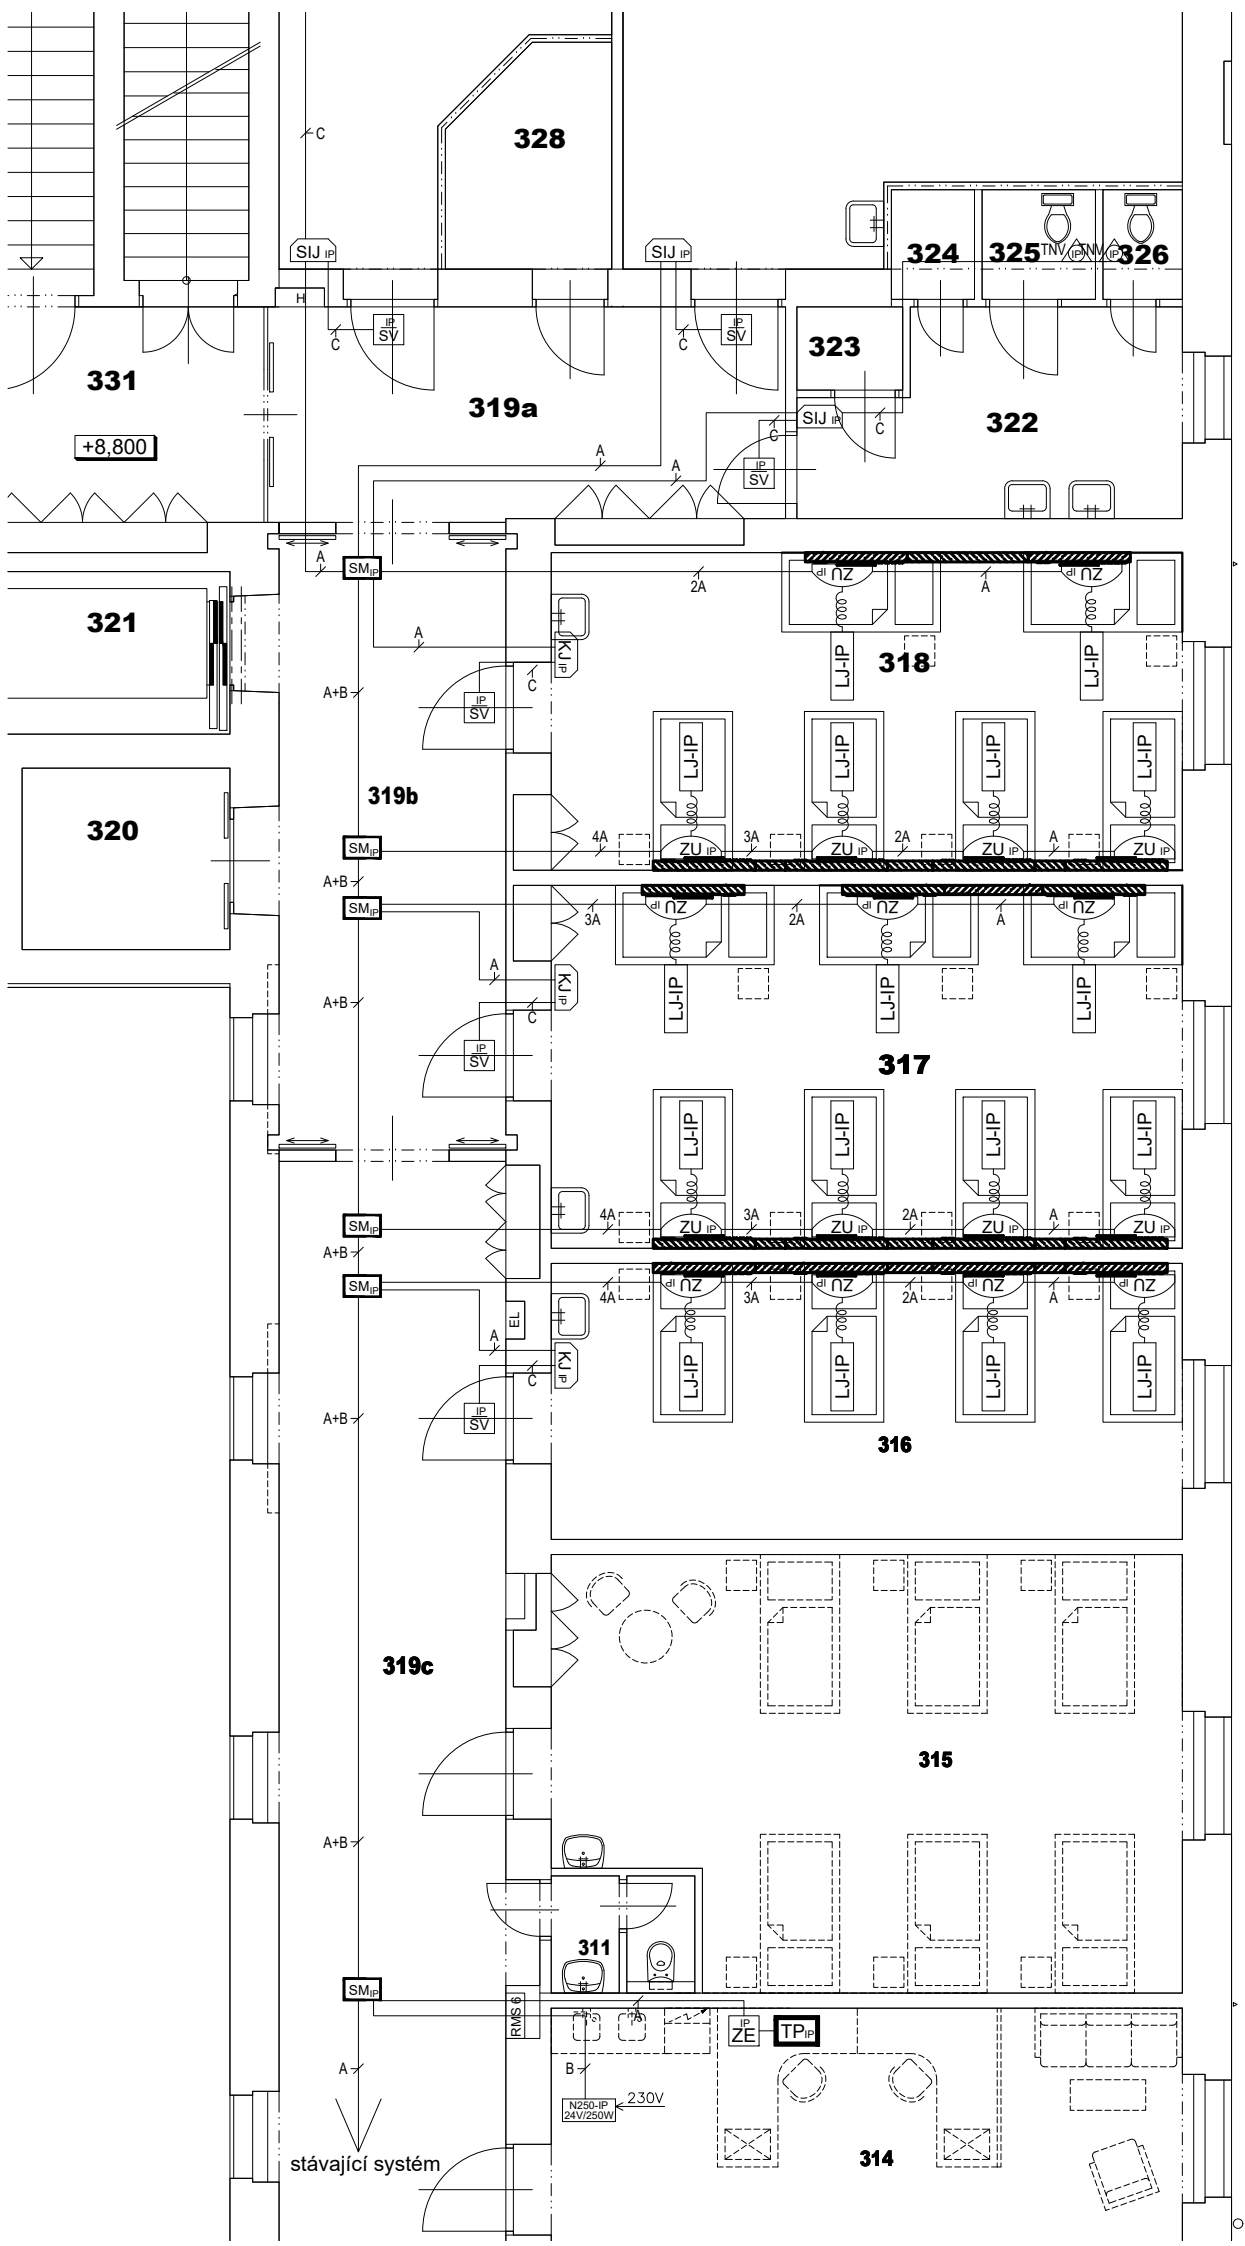 C
328
SIJ IP
SIJ IP
324
325
TNV
IP
TNV
IP
326
H
C
IP
SV
C
IP
SV
323
331
319a
SIJ IP
C
C
322
+8,800
A
A
IP
SV
A
SM IP
2A
ZU IP
A
ZU IP
321
A
KJ IP
C
LJ-IP
318
LJ-IP
A+B
IP
SV
LJ-IP
LJ-IP
LJ-IP
LJ-IP
319b
320
SM IP
4A
ZU IP
3A
ZU IP
2A
ZU IP
A
ZU IP
A+B
SM IP
3A
ZU IP
2A
ZU IP
A
ZU IP
A
KJ IP
A+B
C
LJ-IP
LJ-IP
LJ-IP
IP
SV
317
LJ-IP
LJ-IP
LJ-IP
LJ-IP
SM IP
4A
ZU IP
3A
ZU IP
2A
ZU IP
A
ZU IP
A+B
SM IP
4A
ZU IP
3A
ZU IP
2A
ZU IP
A
ZU IP
EL
A
KJ IP
C
LJ-IP
LJ-IP
LJ-IP
LJ-IP
A+B
IP
SV
316
319c
315
A+B
311
SM IP
RMS 6
A
IP
ZE
TP IP
A
B
N250-IP
24V/250W
230V
stávající systém
314